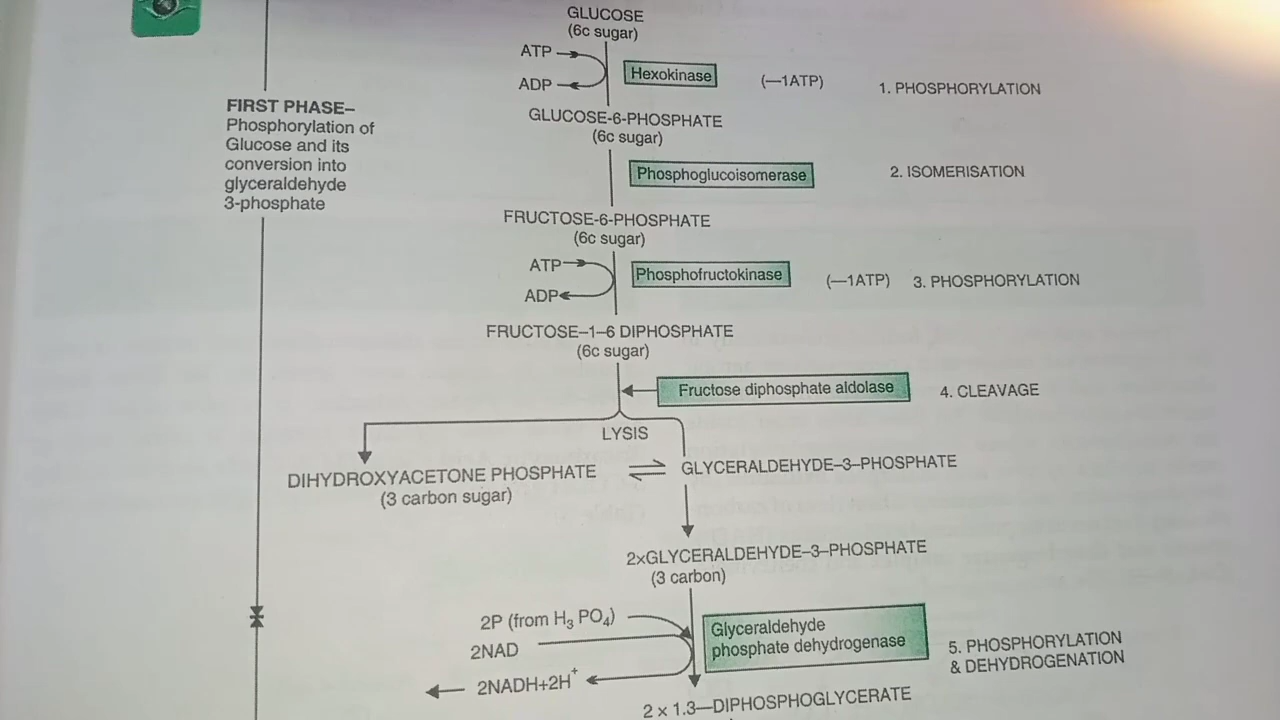 GLUCOSE
(6c sugar)
ATP
Hexokinase
(—1ATP)
1. PHOSPHORYLATION
ADP
FIRST PHASE–
Phosphorylation of
Glucose and its
conversion into
glyceraldehyde
3-phosphate
GLUCOSE-6-PHOSPHATE
(6c sugar)
Phosphoglucoisomerase
2. ISOMERISATION
FRUCTOSE-6-PHOSPHATE
(6c sugar)
ATP
Phosphofructokinase
(—1ATP)
3. PHOSPHORYLATION
ADP
FRUCTOSE–1–6 DIPHOSPHATE
(6c sugar)
Fructose diphosphate aldolase
4. CLEAVAGE
LYSIS
DIHYDROXYACETONE PHOSPHATE
(3 carbon sugar)
GLYCERALDEHYDE–3–PHOSPHATE
2xGLYCERALDEHYDE–3–PHOSPHATE
(3 carbon)
2P (from H₃ PO₄)
2NAD
2NADH+2H⁺
Glyceraldehyde
phosphate dehydrogenase
5. PHOSPHORYLATION
& DEHYDROGENATION
2 x 1.3—DIPHOSPHOGLYCERATE